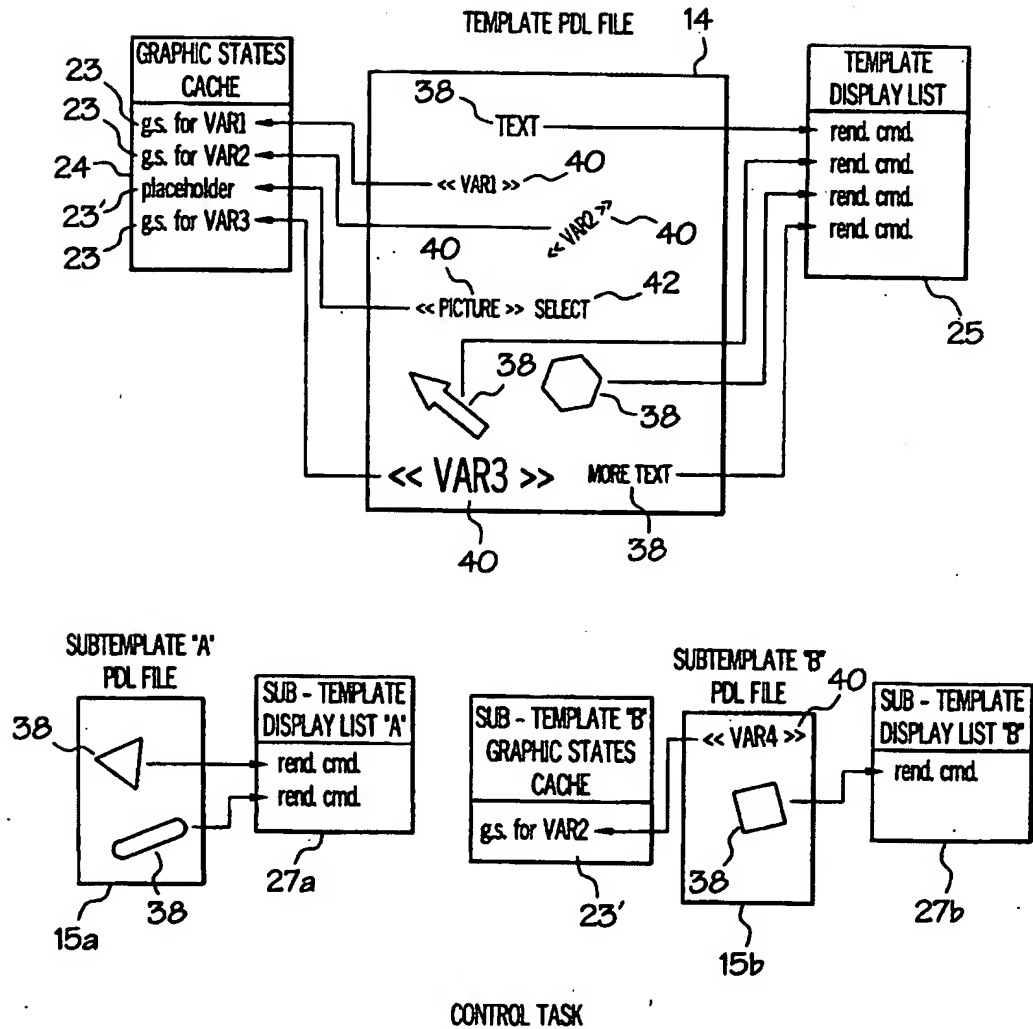 TEMPLATE PDL FILE
14
GRAPHIC STATES
CACHE
23
g.s. for VAR1
23
g.s. for VAR2
24
placeholder
23'
g.s. for VAR3
23
38
TEXT
<< VAR1 >>
40
<< VAR2 >>
40
40
<< PICTURE >> SELECT
42
38
38
<< VAR3 >>
40
MORE TEXT
38
TEMPLATE
DISPLAY LIST
rend. cmd.
rend. cmd.
rend. cmd.
rend. cmd.
25
SUBTEMPLATE "A"
PDL FILE
38
38
15a
SUB - TEMPLATE
DISPLAY LIST "A"
rend. cmd.
rend. cmd.
27a
SUB - TEMPLATE "B"
GRAPHIC STATES
CACHE
g.s. for VAR2
23'
SUBTEMPLATE "B"
PDL FILE
40
<< VAR4 >>
38
15b
SUB - TEMPLATE
DISPLAY LIST "B"
rend. cmd.
27b
CONTROL TASK